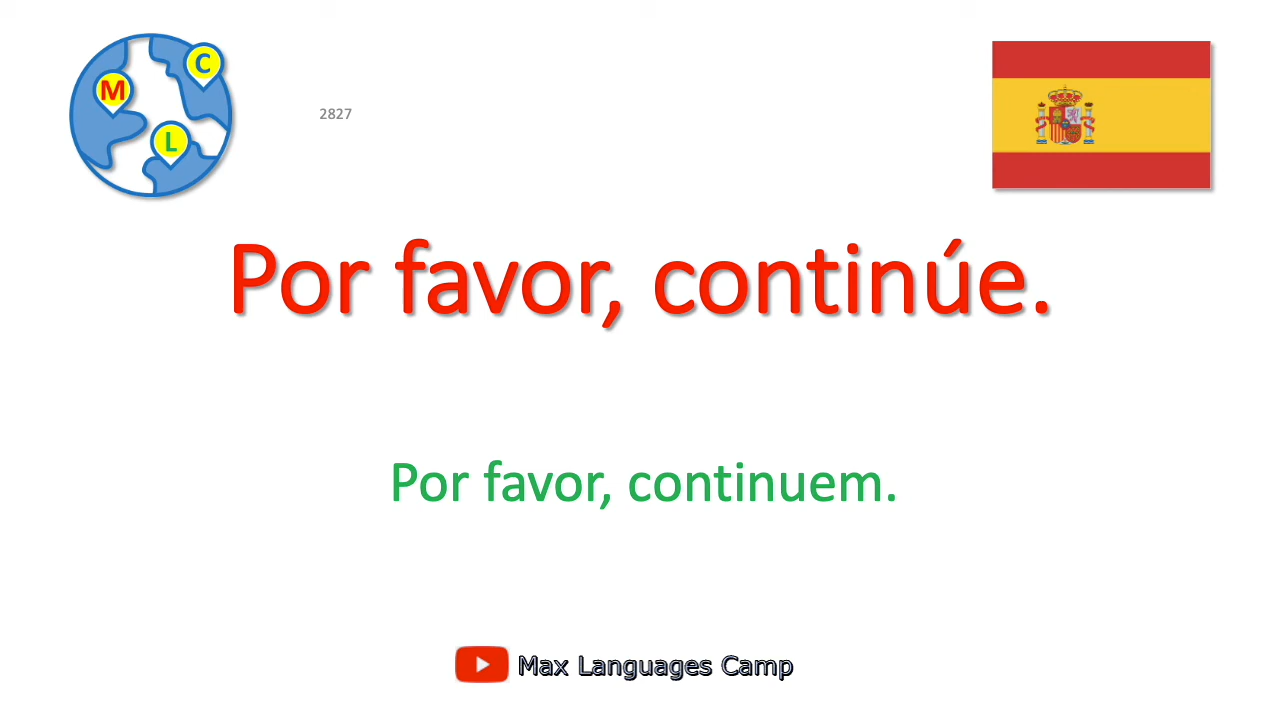 M
C
L
2827
Por favor, continúe.
Por favor, continuem.
Max Languages Camp